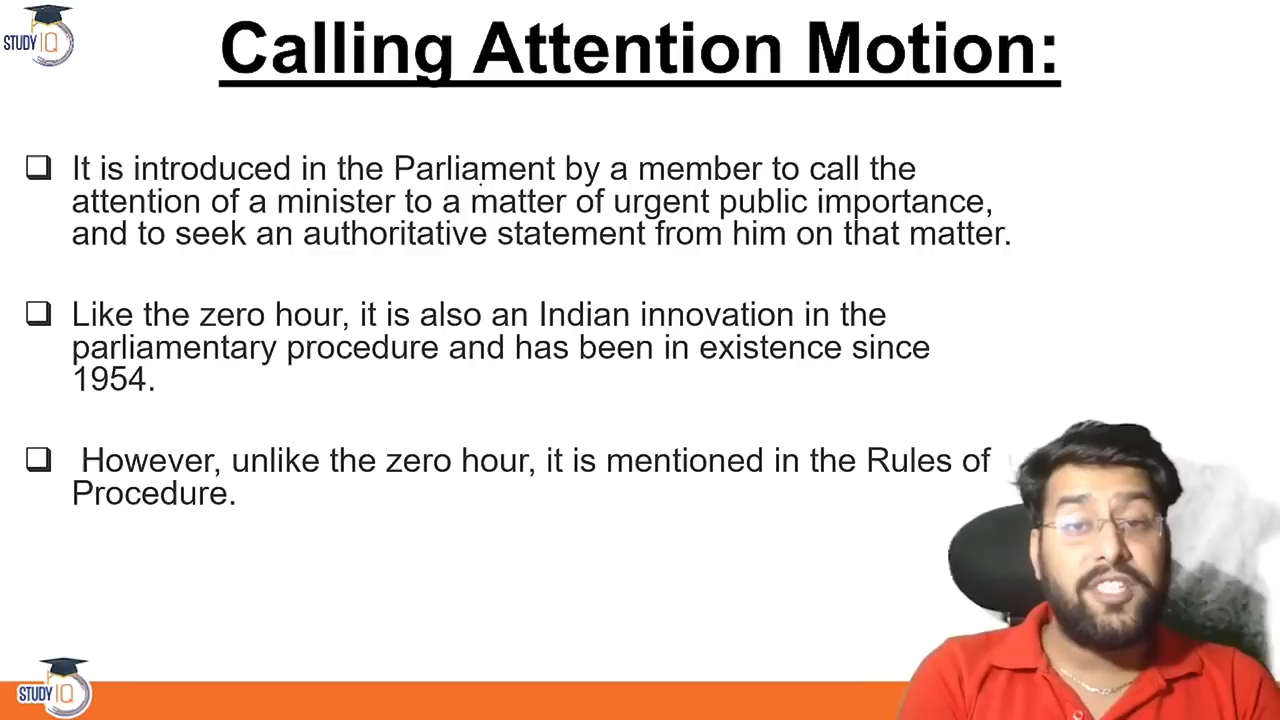 STUDY IQ
Calling Attention Motion:
❑ It is introduced in the Parliament by a member to call the
attention of a minister to a matter of urgent public importance,
and to seek an authoritative statement from him on that matter.
❑ Like the zero hour, it is also an Indian innovation in the
parliamentary procedure and has been in existence since
1954.
❑ However, unlike the zero hour, it is mentioned in the Rules of
Procedure.
STUDY IQ